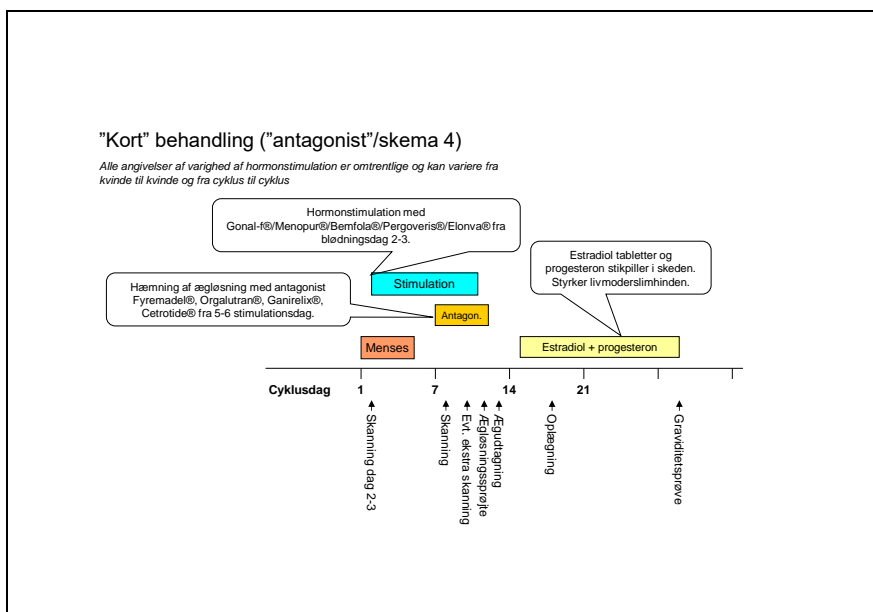 ”Kort” behandling (”antagonist”/skema 4)
Alle angivelser af varighed af hormonstimulation er omtrentlige og kan variere fra
kvinde til kvinde og fra cyklus til cyklus
Hormonstimulation med
Gonal-f®/Menopur®/Bemfola®/Pergoveris®/Elonva® fra
blødningsdag 2-3.
Estradiol tabletter og
progesteron stikpiller i skeden.
Styrker livmoderslimhinden.
Hæmning af ægløsning med antagonist
Fyremadel®, Orgalutran®, Ganirelix®,
Cetrotide® fra 5-6 stimulationsdag.
Stimulation
Antagon.
Menses
Estradiol + progesteron
Cyklusdag 1 7 14 21
Skanning dag 2-3
Skanning
Evt. ekstra skanning
Ægløsningssprøjte
Ægudtagning
Oplægning
Graviditetsprøve